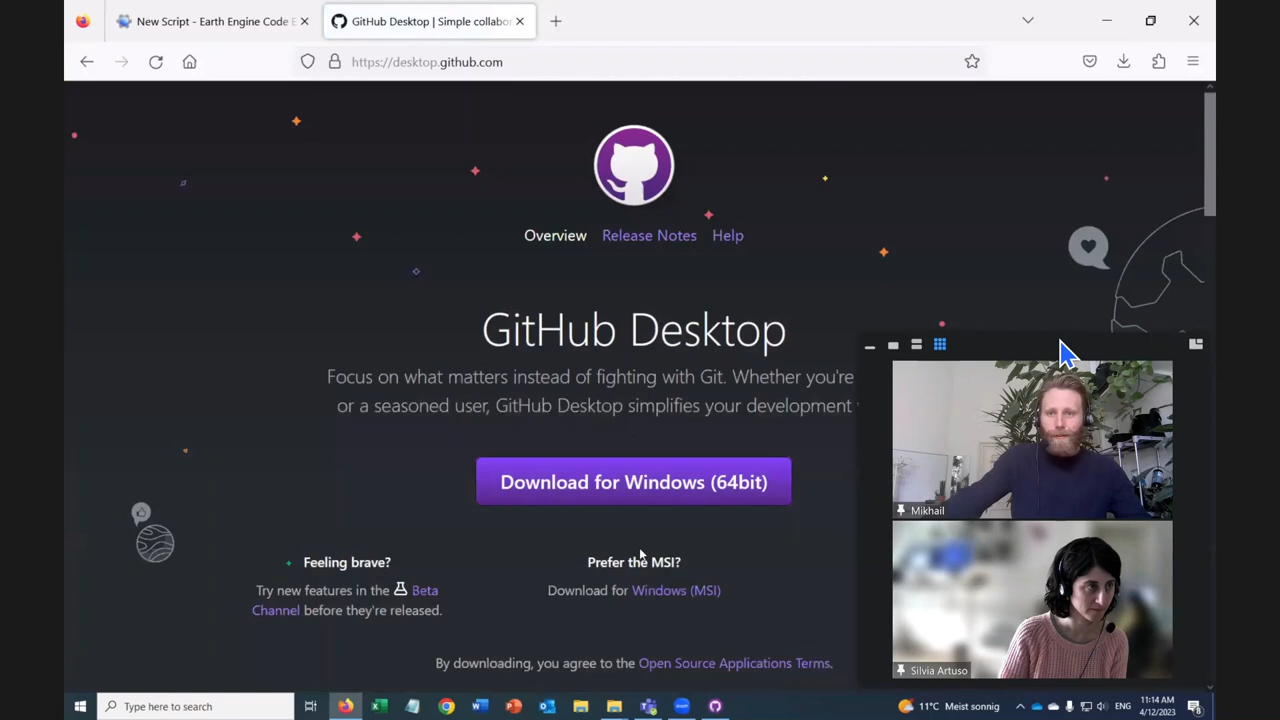 New Script - Earth Engine Code E
GitHub Desktop | Simple collabor
https://desktop.github.com
Overview Release Notes Help
GitHub Desktop
Focus on what matters instead of fighting with Git. Whether you're
or a seasoned user, GitHub Desktop simplifies your development
Download for Windows (64bit)
Feeling brave?
Try new features in the Beta
Channel before they're released.
Prefer the MSI?
Download for Windows (MSI)
By downloading, you agree to the Open Source Applications Terms.
Mikhail
Silvia Artuso
Type here to search
11°C Meist sonnig
ENG
11:14 AM
4/12/2023